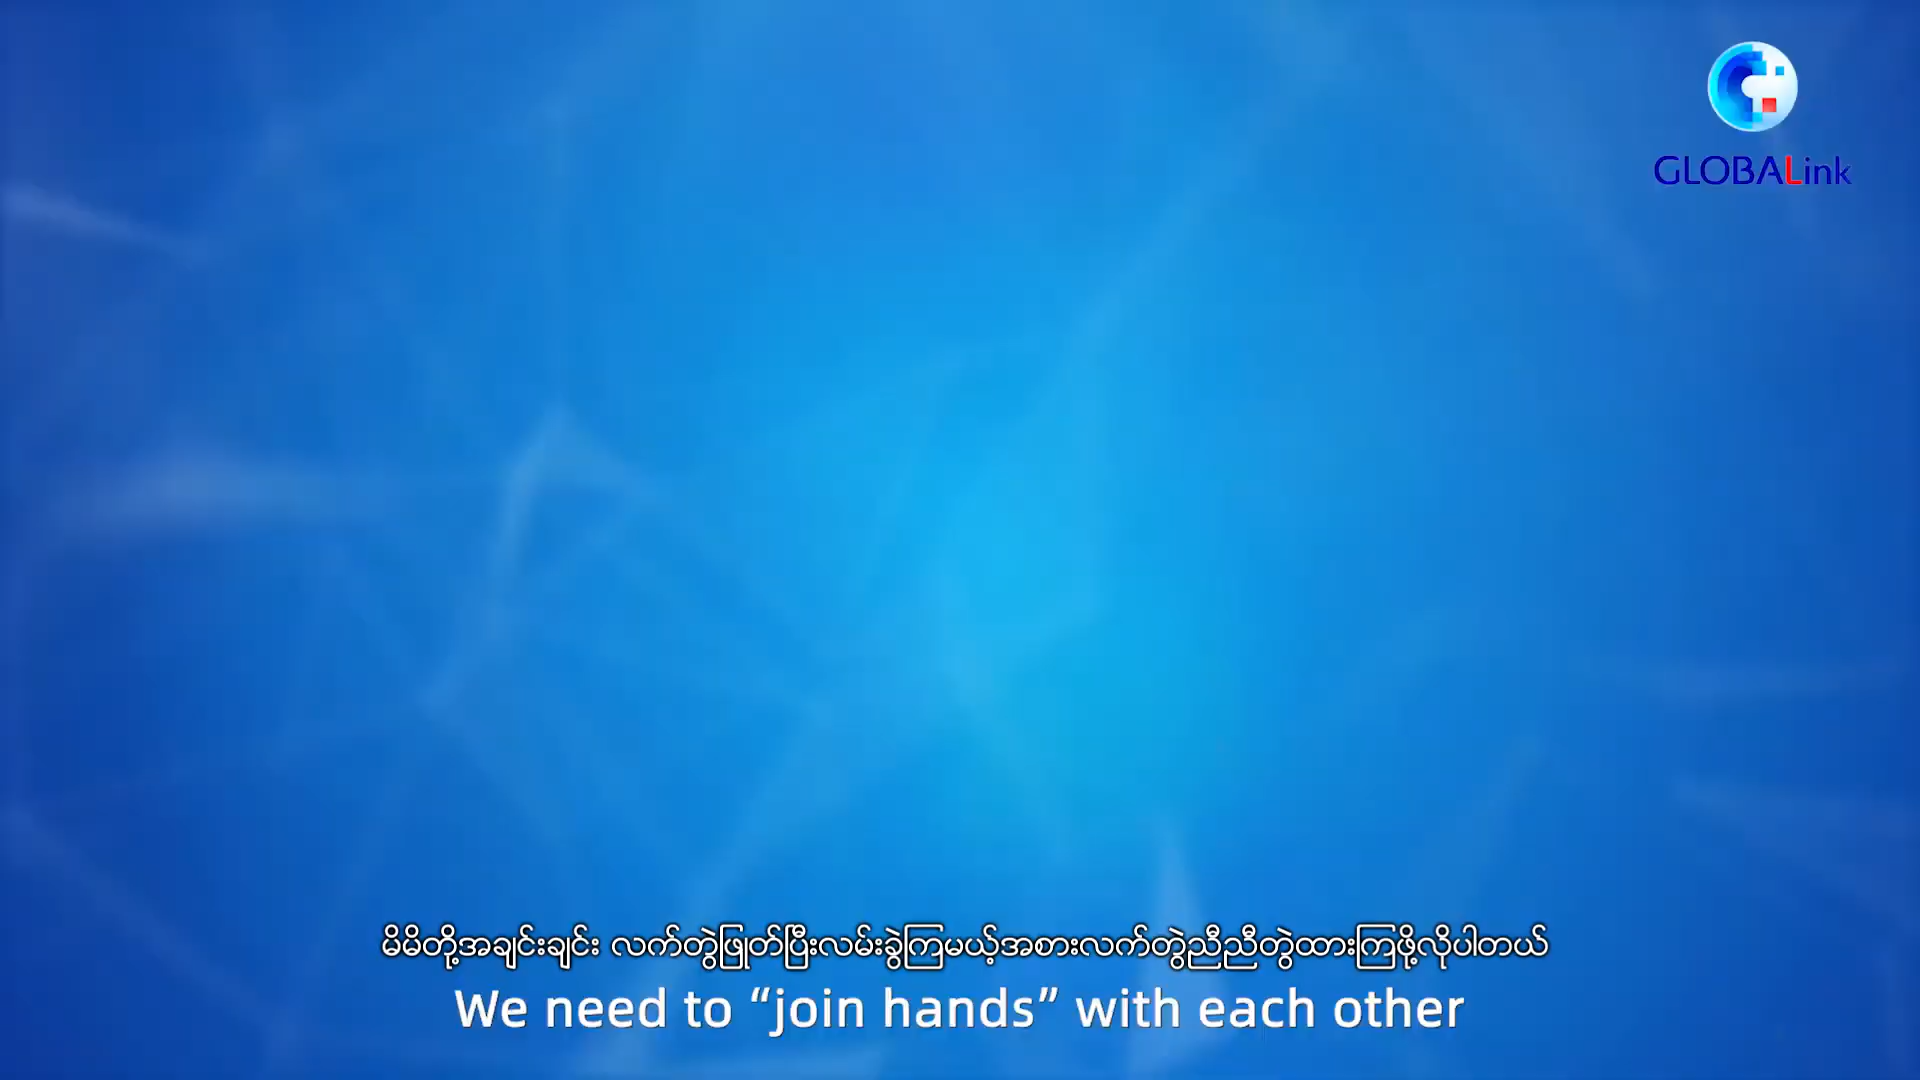 GLOBALink
မိမိတို့အချင်းချင်း လက်တွဲဖြုတ်ပြီးလမ်းခွဲကြမယ့်အစားလက်တွဲညီညီတွဲထားကြဖို့လိုပါတယ်
We need to “join hands” with each other